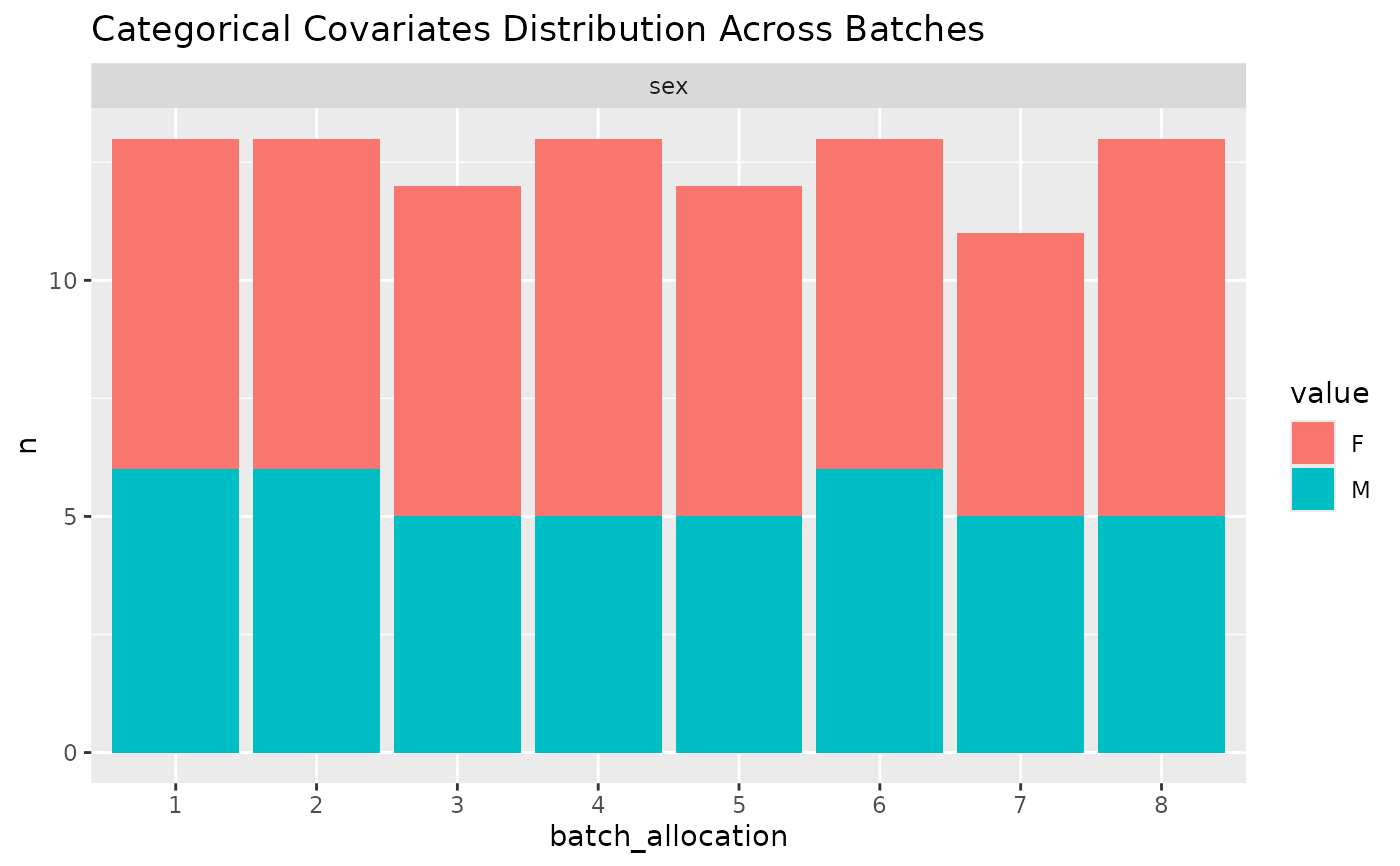 Categorical Covariates Distribution Across Batches
sex
10
5
0
n
1 2 3 4 5 6 7 8
batch_allocation
value
F
M